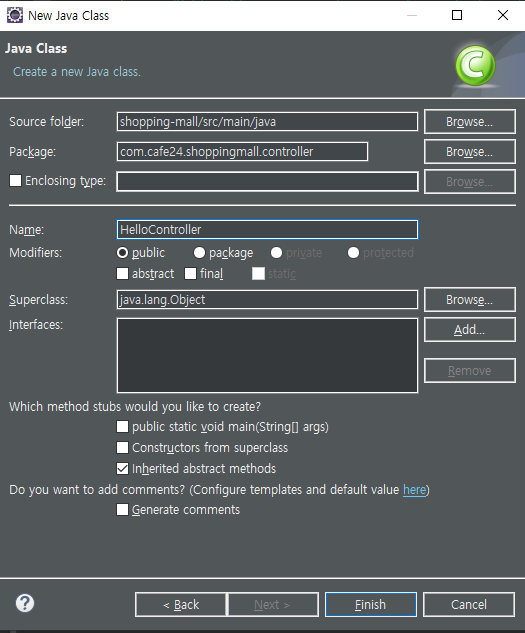 New Java Class
Java Class
Create a new Java class.
Source folder: shopping-mall/src/main/java Browse...
Package: com.cafe24.shoppingmall.controller Browse...
Enclosing type: Browse...
Name: HelloController
Modifiers: public package private protected
abstract final static
Superclass: java.lang.Object Browse...
Interfaces: Add...
Remove
Which method stubs would you like to create?
public static void main(String[] args)
Constructors from superclass
Inherited abstract methods
Do you want to add comments? (Configure templates and default value here)
Generate comments
? < Back Next > Finish Cancel